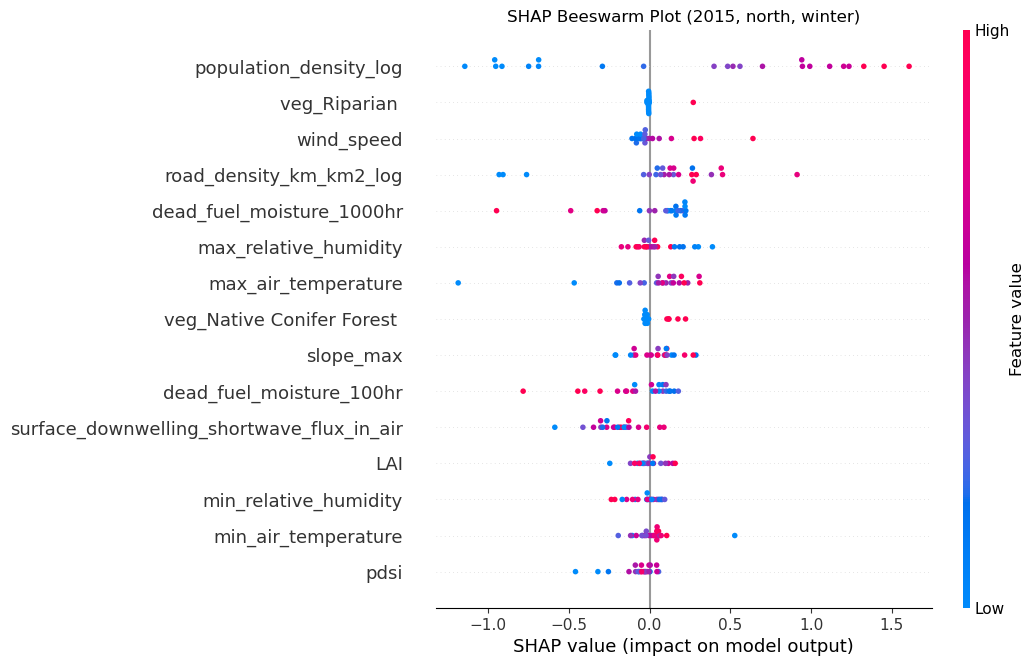 SHAP Beeswarm Plot (2015, north, winter)
High
population_density_log
veg_Riparian
wind_speed
road_density_km_km2_log
dead_fuel_moisture_1000hr
max_relative_humidity
max_air_temperature
veg_Native Conifer Forest
slope_max
dead_fuel_moisture_100hr
surface_downwelling_shortwave_flux_in_air
LAI
min_relative_humidity
min_air_temperature
pdsi
Feature value
Low
−1.0 −0.5 0.0 0.5 1.0 1.5
SHAP value (impact on model output)